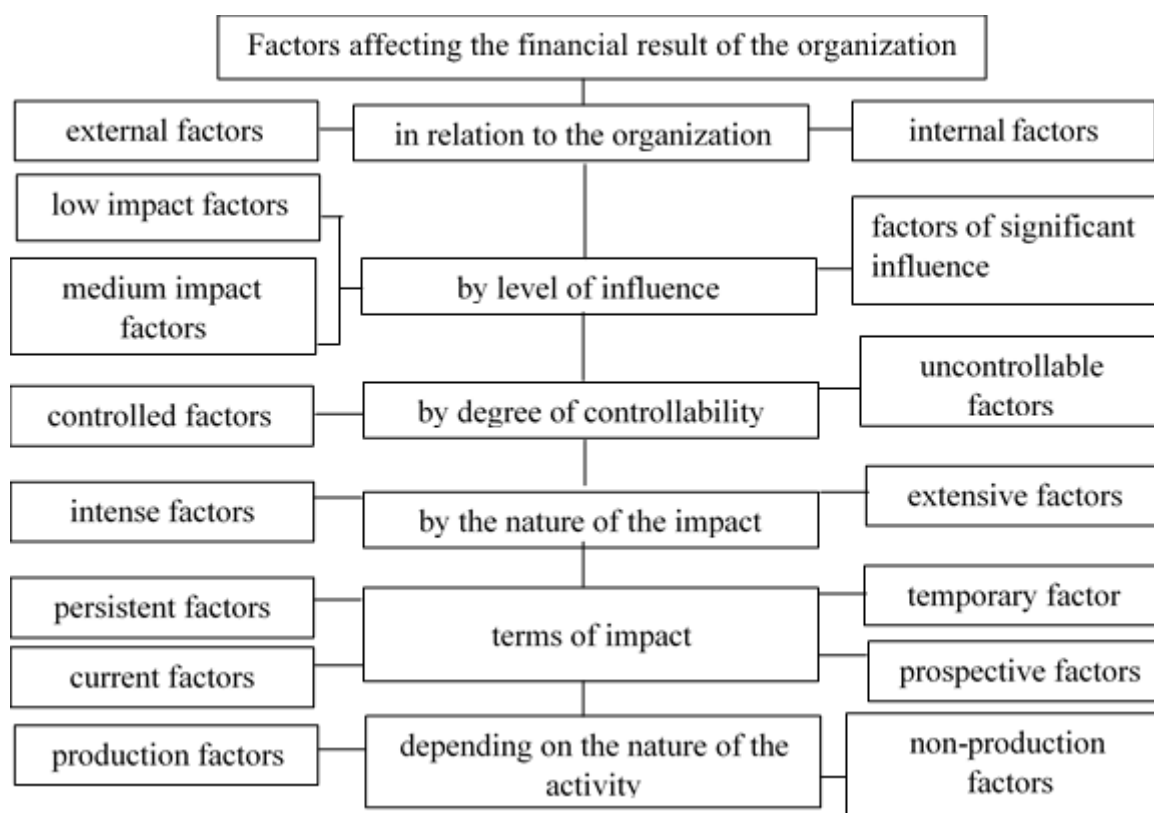 Factors affecting the financial result of the organization
external factors
in relation to the organization
internal factors
low impact factors
factors of significant
influence
medium impact
factors
by level of influence
uncontrollable
factors
controlled factors
by degree of controllability
intense factors
by the nature of the impact
extensive factors
persistent factors
terms of impact
temporary factor
current factors
prospective factors
production factors
depending on the nature of the
activity
non-production
factors